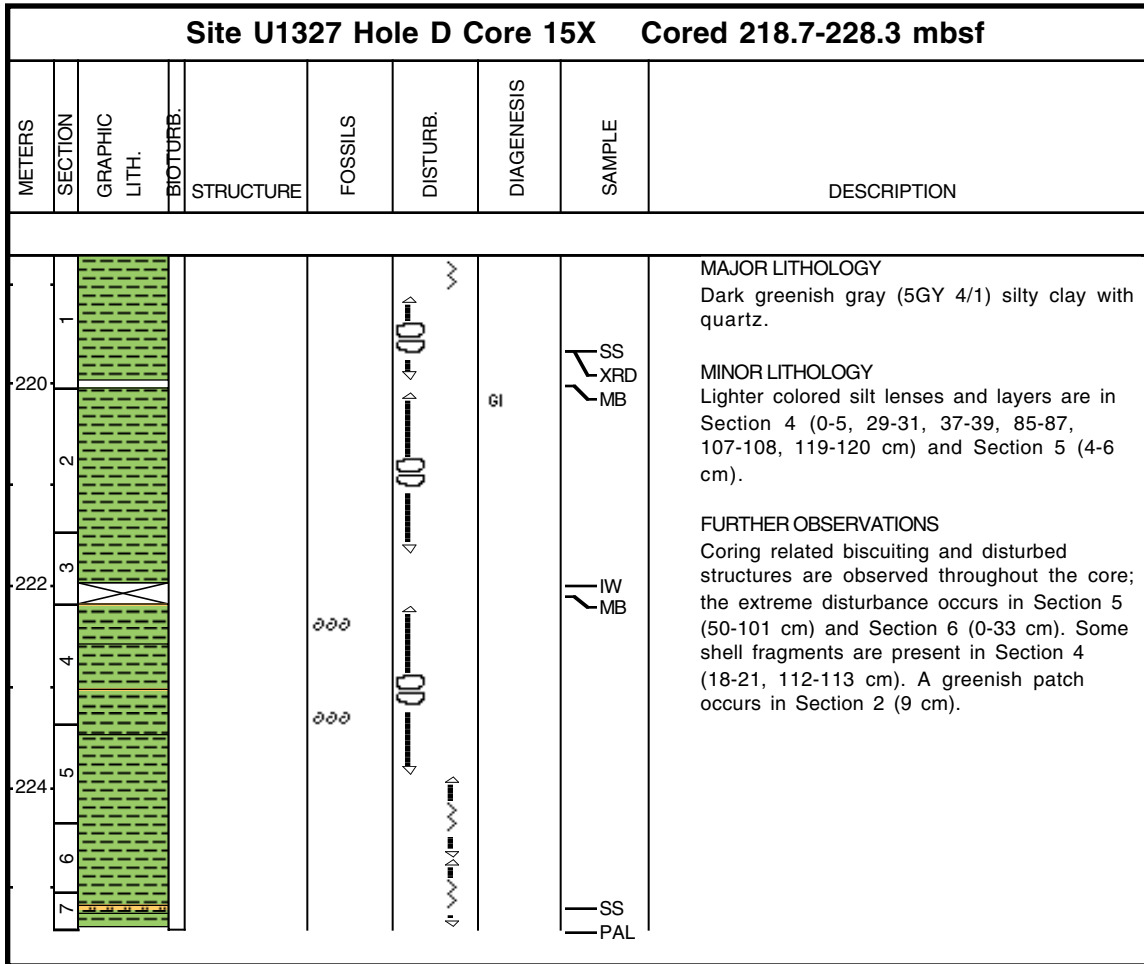 Site U1327 Hole D Core 15X Cored 218.7-228.3 mbsf
METERS
SECTION
GRAPHIC
LITH.
BIOTURB.
STRUCTURE
FOSSILS
DISTURB.
DIAGENESIS
SAMPLE
DESCRIPTION
1
2
3
4
5
6
7
220
222
224
Gl
SS
XRD
MB
IW
MB
SS
PAL
MAJOR LITHOLOGY
Dark greenish gray (5GY 4/1) silty clay with
quartz.
MINOR LITHOLOGY
Lighter colored silt lenses and layers are in
Section 4 (0-5, 29-31, 37-39, 85-87,
107-108, 119-120 cm) and Section 5 (4-6
cm).
FURTHER OBSERVATIONS
Coring related biscuiting and disturbed
structures are observed throughout the core;
the extreme disturbance occurs in Section 5
(50-101 cm) and Section 6 (0-33 cm). Some
shell fragments are present in Section 4
(18-21, 112-113 cm). A greenish patch
occurs in Section 2 (9 cm).